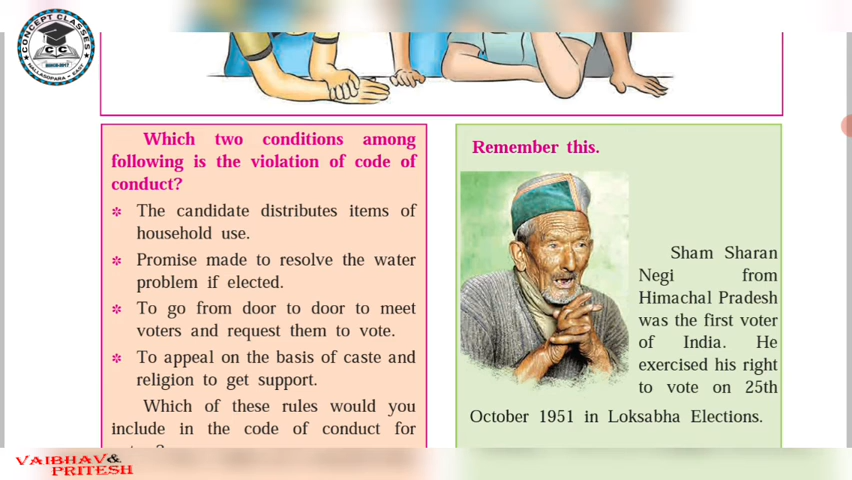 CONCEPT CLASSES
CC
SINCE-2017
NALLASOPARA - EAST
Which two conditions among
following is the violation of code of
conduct?
* The candidate distributes items of
household use.
* Promise made to resolve the water
problem if elected.
* To go from door to door to meet
voters and request them to vote.
* To appeal on the basis of caste and
religion to get support.
Which of these rules would you
include in the code of conduct for
Remember this.
Sham Sharan
Negi from
Himachal Pradesh
was the first voter
of India. He
exercised his right
to vote on 25th
October 1951 in Loksabha Elections.
VAIBHAV&
PRITESH